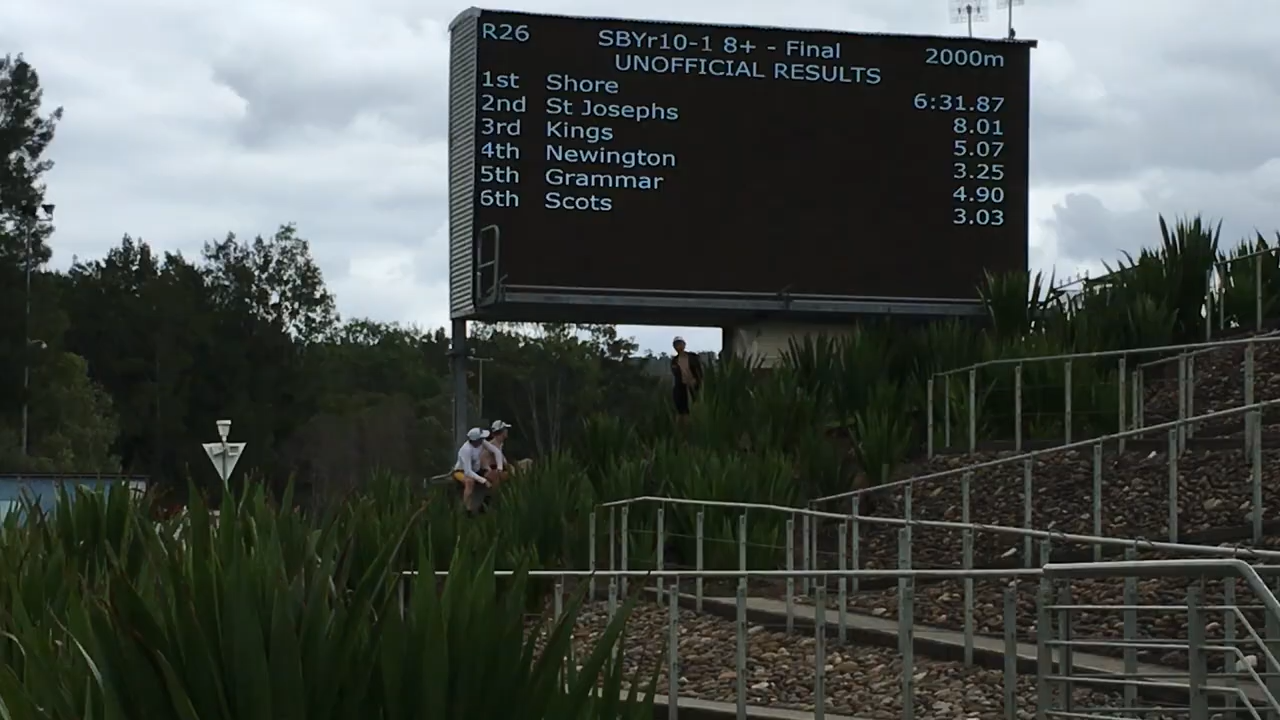 R26 SBYr10-1 8+ - Final 2000m
UNOFFICIAL RESULTS
1st Shore 6:31.87
2nd St Josephs 8.01
3rd Kings 5.07
4th Newington 3.25
5th Grammar 4.90
6th Scots 3.03